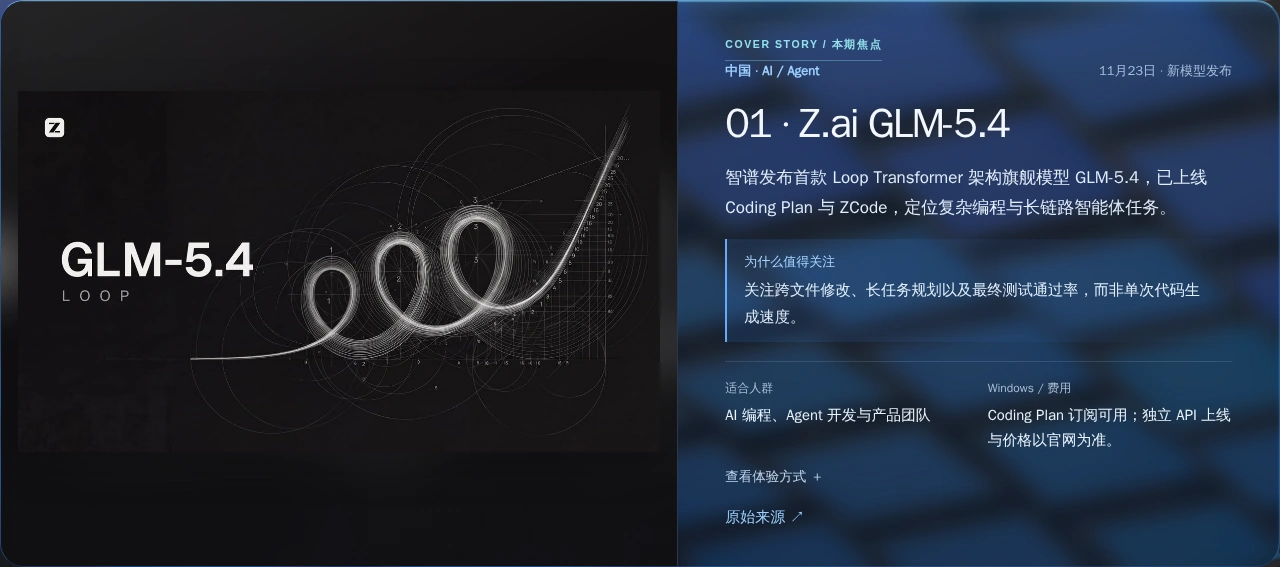 GLM-5.4
LOOP
COVER STORY / 本期焦点
中国 · AI / Agent
11月23日 · 新模型发布
01 · Z.ai GLM-5.4
智谱发布首款 Loop Transformer 架构旗舰模型 GLM-5.4，已上线
Coding Plan 与 ZCode，定位复杂编程与长链路智能体任务。
为什么值得关注
关注跨文件修改、长任务规划以及最终测试通过率，而非单次代码生
成速度。
适合人群
AI 编程、Agent 开发与产品团队
Windows / 费用
Coding Plan 订阅可用；独立 API 上线
与价格以官网为准。
查看体验方式 +
原始来源 ↗